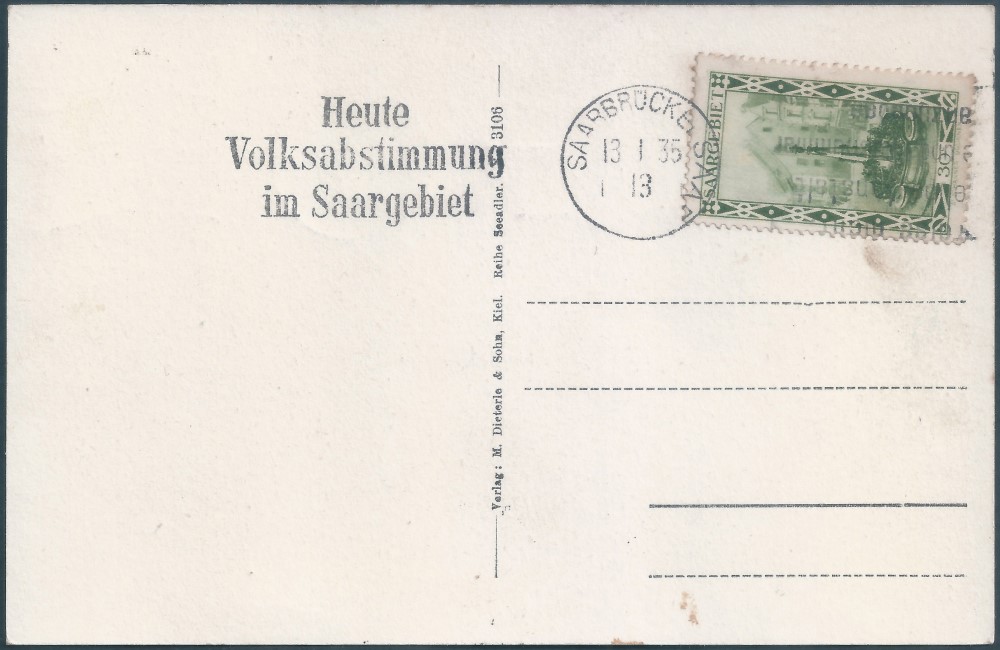 Heute
Volksabstimmung
im Saargebiet
SAARBRÜCKEN
13 1 35
13
SAARGEBIET
30
Verlag: M. Dieterle & Sohn, Kiel. Reihe Seeadler. 3106